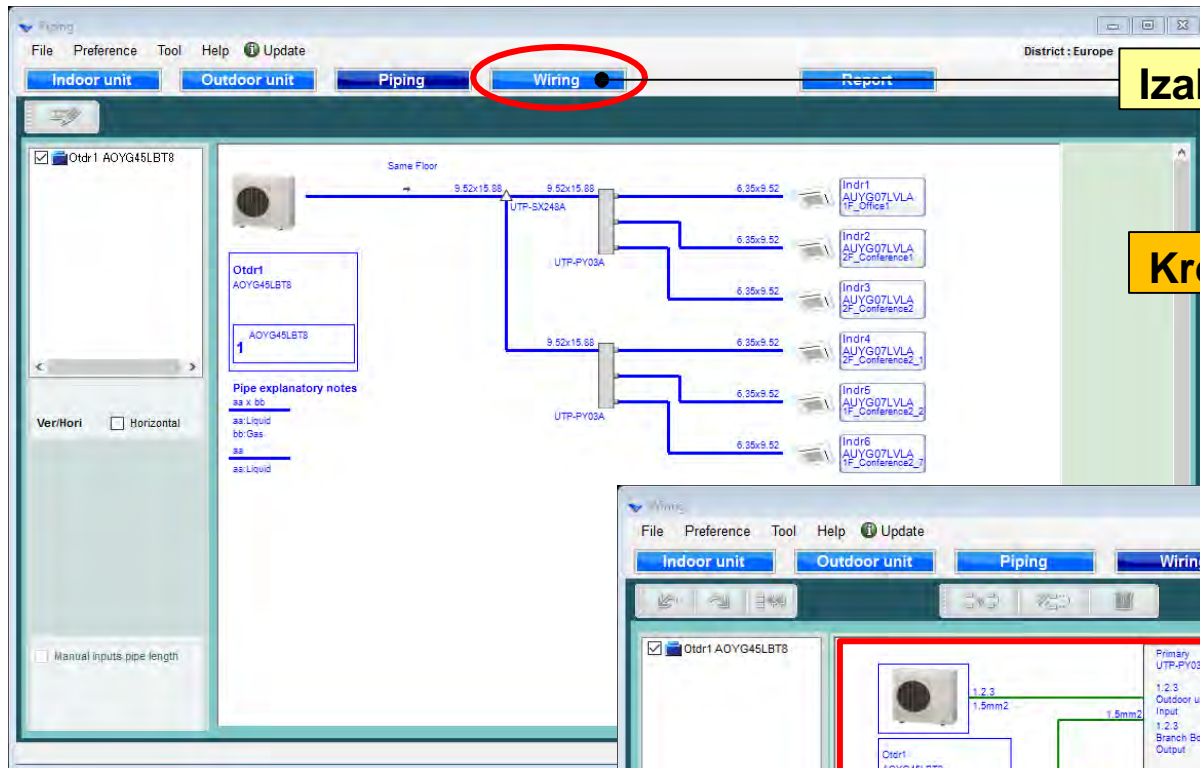 Piping
File Preference Tool Help Update
District : Europe
Indoor unit Outdoor unit Piping Wiring Report
Otdr1 AOYG45LBT8
Ver/Hori Horizontal
Manual inputs pipe length
Same Floor
9.52x15.88 9.52x15.88
UTP-SX248A
UTP-PY03A
6.35x9.52
Indr1
AUYG07LVLA
1F_Office1
6.35x9.52
Indr2
AUYG07LVLA
2F_Conference1
6.35x9.52
Indr3
AUYG07LVLA
2F_Conference2
9.52x15.88
UTP-PY03A
6.35x9.52
Indr4
AUYG07LVLA
2F_Conference2_1
6.35x9.52
Indr5
AUYG07LVLA
1F_Conference2_2
6.35x9.52
Indr6
AUYG07LVLA
1F_Conference2_7
Otdr1
AOYG45LBT8
AOYG45LBT8
1
Pipe explanatory notes
aa x bb
aa:Liquid
bb:Gas
aa
aa:Liquid
Wiring
File Preference Tool Help Update
Indoor unit Outdoor unit Piping
Otdr1 AOYG45LBT8
1.2.3
1.5mm2
1.5mm2
Otdr1
Primary
1.2.3
Outdoor
Input
1.2.3
Branch
Output